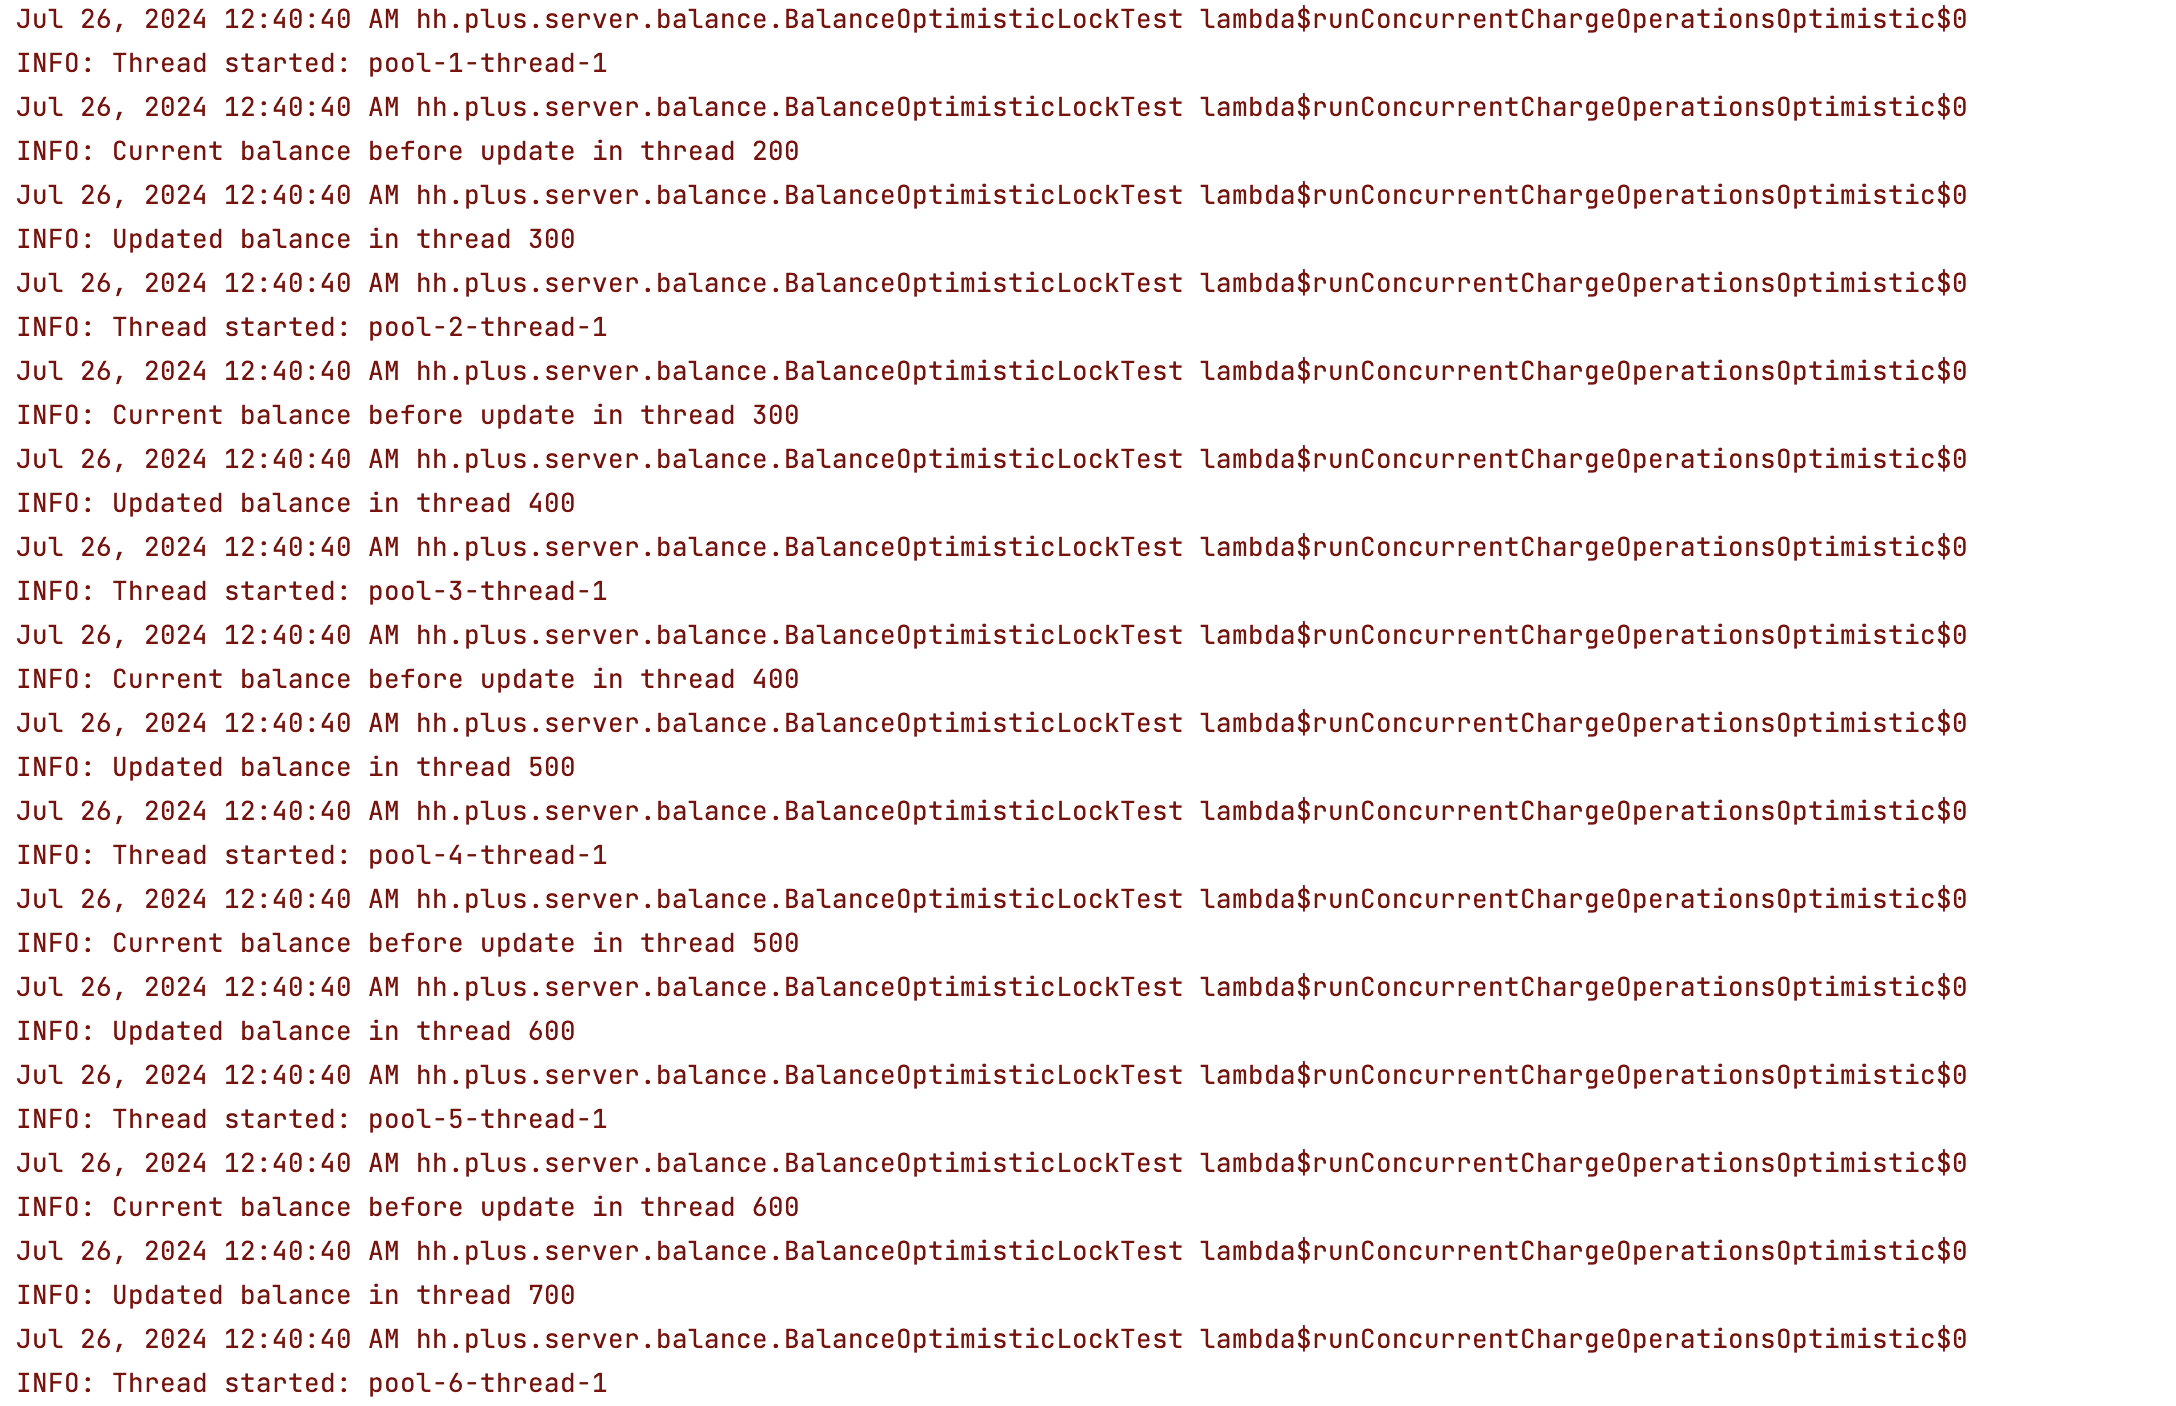 Jul 26, 2024 12:40:40 AM hh.plus.server.balance.BalanceOptimisticLockTest lambda$runConcurrentChargeOperationsOptimistic$0
INFO: Thread started: pool-1-thread-1
Jul 26, 2024 12:40:40 AM hh.plus.server.balance.BalanceOptimisticLockTest lambda$runConcurrentChargeOperationsOptimistic$0
INFO: Current balance before update in thread 200
Jul 26, 2024 12:40:40 AM hh.plus.server.balance.BalanceOptimisticLockTest lambda$runConcurrentChargeOperationsOptimistic$0
INFO: Updated balance in thread 300
Jul 26, 2024 12:40:40 AM hh.plus.server.balance.BalanceOptimisticLockTest lambda$runConcurrentChargeOperationsOptimistic$0
INFO: Thread started: pool-2-thread-1
Jul 26, 2024 12:40:40 AM hh.plus.server.balance.BalanceOptimisticLockTest lambda$runConcurrentChargeOperationsOptimistic$0
INFO: Current balance before update in thread 300
Jul 26, 2024 12:40:40 AM hh.plus.server.balance.BalanceOptimisticLockTest lambda$runConcurrentChargeOperationsOptimistic$0
INFO: Updated balance in thread 400
Jul 26, 2024 12:40:40 AM hh.plus.server.balance.BalanceOptimisticLockTest lambda$runConcurrentChargeOperationsOptimistic$0
INFO: Thread started: pool-3-thread-1
Jul 26, 2024 12:40:40 AM hh.plus.server.balance.BalanceOptimisticLockTest lambda$runConcurrentChargeOperationsOptimistic$0
INFO: Current balance before update in thread 400
Jul 26, 2024 12:40:40 AM hh.plus.server.balance.BalanceOptimisticLockTest lambda$runConcurrentChargeOperationsOptimistic$0
INFO: Updated balance in thread 500
Jul 26, 2024 12:40:40 AM hh.plus.server.balance.BalanceOptimisticLockTest lambda$runConcurrentChargeOperationsOptimistic$0
INFO: Thread started: pool-4-thread-1
Jul 26, 2024 12:40:40 AM hh.plus.server.balance.BalanceOptimisticLockTest lambda$runConcurrentChargeOperationsOptimistic$0
INFO: Current balance before update in thread 500
Jul 26, 2024 12:40:40 AM hh.plus.server.balance.BalanceOptimisticLockTest lambda$runConcurrentChargeOperationsOptimistic$0
INFO: Updated balance in thread 600
Jul 26, 2024 12:40:40 AM hh.plus.server.balance.BalanceOptimisticLockTest lambda$runConcurrentChargeOperationsOptimistic$0
INFO: Thread started: pool-5-thread-1
Jul 26, 2024 12:40:40 AM hh.plus.server.balance.BalanceOptimisticLockTest lambda$runConcurrentChargeOperationsOptimistic$0
INFO: Current balance before update in thread 600
Jul 26, 2024 12:40:40 AM hh.plus.server.balance.BalanceOptimisticLockTest lambda$runConcurrentChargeOperationsOptimistic$0
INFO: Updated balance in thread 700
Jul 26, 2024 12:40:40 AM hh.plus.server.balance.BalanceOptimisticLockTest lambda$runConcurrentChargeOperationsOptimistic$0
INFO: Thread started: pool-6-thread-1